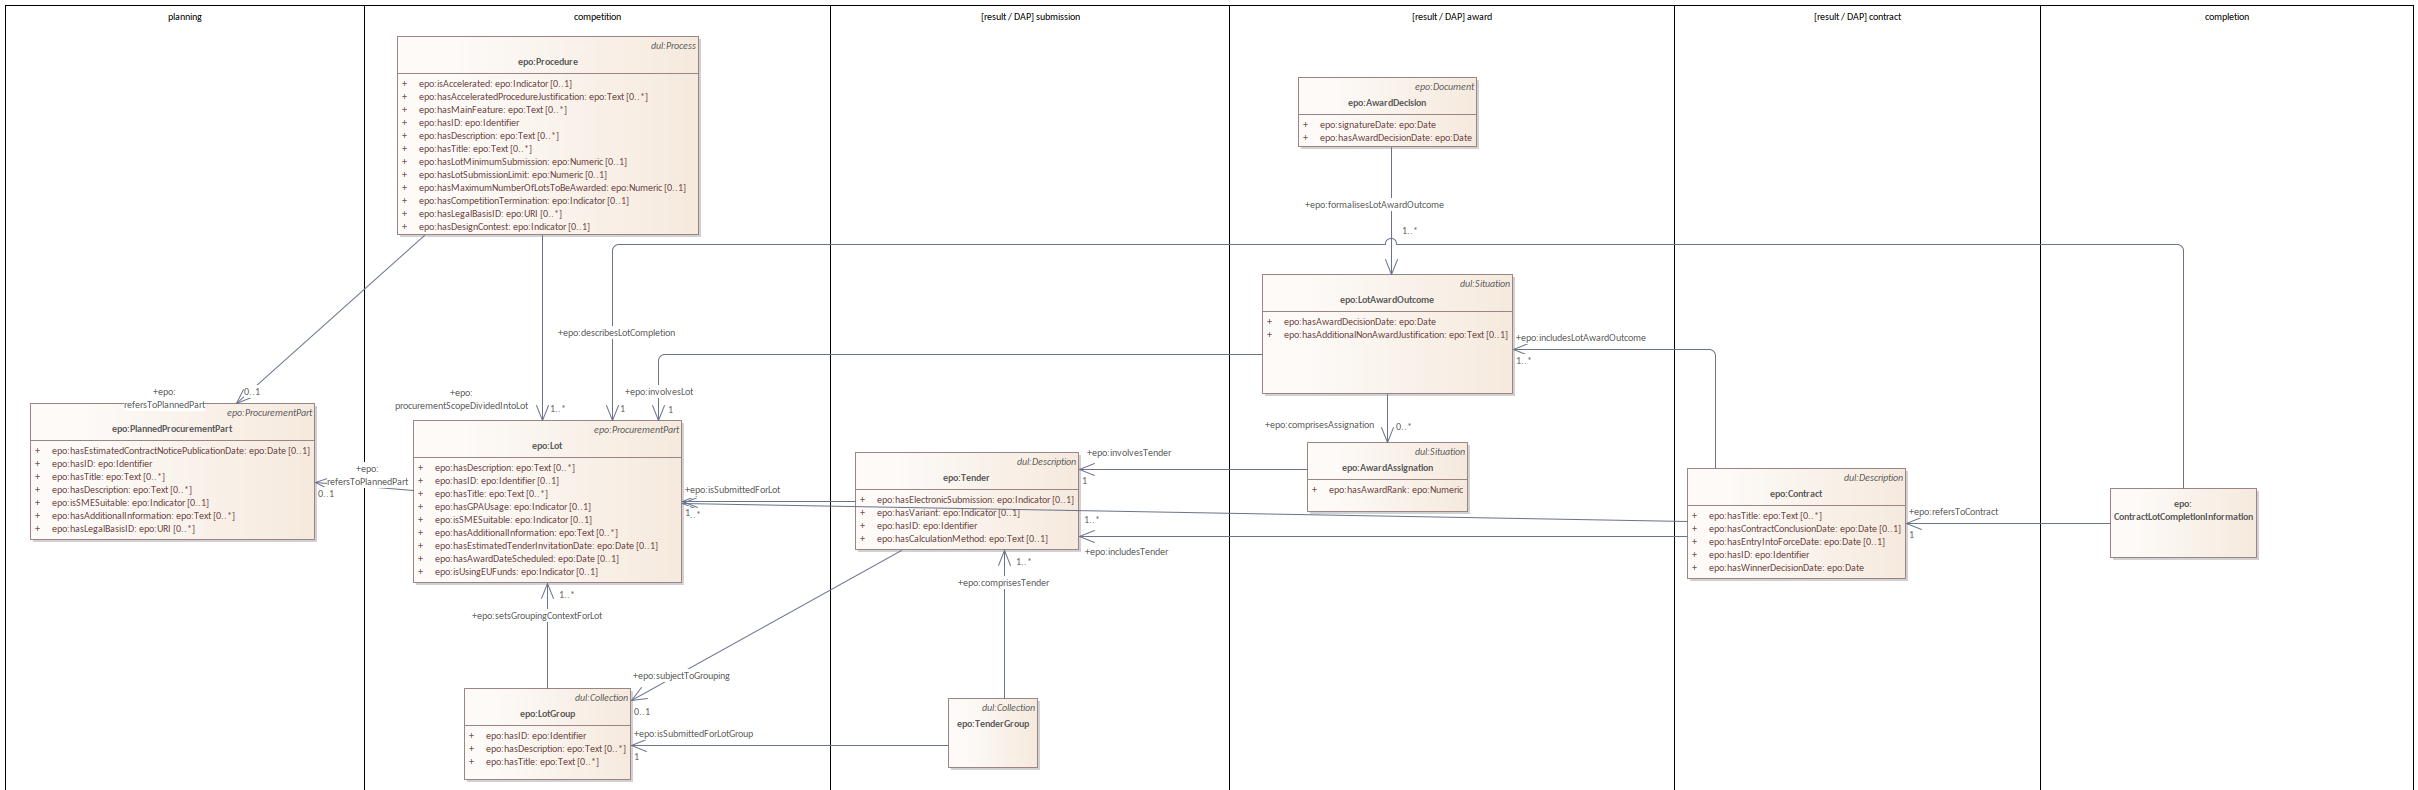 planning
competition
[result / DAP] submission
[result / DAP] award
[result / DAP] contract
completion
dul:Process
epo:Procedure
+ epo:isAccelerated: epo:Indicator [0..1]
+ epo:hasAcceleratedProcedureJustification: epo:Text [0..*]
+ epo:hasMainFeature: epo:Text [0..*]
+ epo:hasID: epo:Identifier
+ epo:hasDescription: epo:Text [0..*]
+ epo:hasTitle: epo:Text [0..*]
+ epo:hasLotMinimumSubmission: epo:Numeric [0..1]
+ epo:hasLotSubmissionLimit: epo:Numeric [0..1]
+ epo:hasMaximumNumberOfLotsToBeAwarded: epo:Numeric [0..1]
+ epo:hasCompetitionTermination: epo:Indicator [0..1]
+ epo:hasLegalBasisID: epo:URI [0..*]
+ epo:hasDesignContest: epo:Indicator [0..1]
epo:Document
epo:AwardDecision
+ epo:signatureDate: epo:Date
+ epo:hasAwardDecisionDate: epo:Date
+epo:formalisesLotAwardOutcome
1..*
dul:Situation
epo:LotAwardOutcome
+ epo:hasAwardDecisionDate: epo:Date
+ epo:hasAdditionalNonAwardJustification: epo:Text [0..1]
+epo:includesLotAwardOutcome
1..*
+epo:describesLotCompletion
1
+epo:involvesLot
1
+epo:
procurementScopeDividedIntoLot
1..*
+epo:
refersToPlannedPart
0..1
epo:ProcurementPart
epo:PlannedProcurementPart
+ epo:hasEstimatedContractNoticePublicationDate: epo:Date [0..1]
+ epo:hasID: epo:Identifier
+ epo:hasTitle: epo:Text [0..*]
+ epo:hasDescription: epo:Text [0..*]
+ epo:isSMESuitable: epo:Indicator [0..1]
+ epo:hasAdditionalInformation: epo:Text [0..*]
+ epo:hasLegalBasisID: epo:URI [0..*]
+epo:
refersToPlannedPart
0..1
epo:ProcurementPart
epo:Lot
+ epo:hasDescription: epo:Text [0..*]
+ epo:hasID: epo:Identifier [0..1]
+ epo:hasTitle: epo:Text [0..*]
+ epo:hasGPAUsage: epo:Indicator [0..1]
+ epo:isSMESuitable: epo:Indicator [0..1]
+ epo:hasAdditionalInformation: epo:Text [0..*]
+ epo:hasEstimatedTenderInvitationDate: epo:Date [0..1]
+ epo:hasAwardDateScheduled: epo:Date [0..1]
+ epo:isUsingEUFunds: epo:Indicator [0..1]
+epo:isSubmittedForLot
1..*
dul:Description
epo:Tender
+ epo:hasElectronicSubmission: epo:Indicator [0..1]
+ epo:hasVariant: epo:Indicator [0..1]
+ epo:hasID: epo:Identifier
+ epo:hasCalculationMethod: epo:Text [0..1]
+epo:involvesTender
1
+epo:comprisesAssignation
0..*
dul:Situation
epo:AwardAssignation
+ epo:hasAwardRank: epo:Numeric
1..*
+epo:includesTender
dul:Description
epo:Contract
+ epo:hasTitle: epo:Text [0..*]
+ epo:hasContractConclusionDate: epo:Date [0..1]
+ epo:hasEntryIntoForceDate: epo:Date [0..1]
+ epo:hasID: epo:Identifier
+ epo:hasWinnerDecisionDate: epo:Date
+epo:refersToContract
1
epo:
ContractLotCompletionInformation
1..*
+epo:setsGroupingContextForLot
1..*
+epo:comprisesTender
+epo:subjectToGrouping
0..1
dul:Collection
epo:LotGroup
+ epo:hasID: epo:Identifier
+ epo:hasDescription: epo:Text [0..*]
+ epo:hasTitle: epo:Text [0..*]
+epo:isSubmittedForLotGroup
1
dul:Collection
epo:TenderGroup